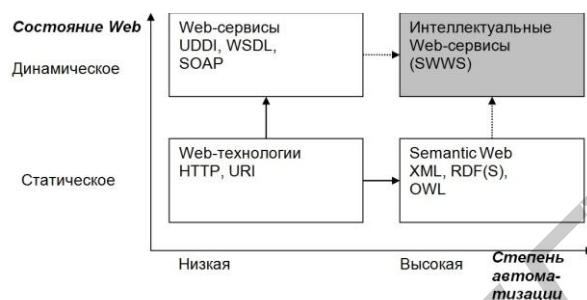 Состояние Web
Динамическое
Web-сервисы
UDDI, WSDL,
SOAP
Интеллектуальные
Web-сервисы
(SWWS)
Статическое
Web-технологии
HTTP, URI
Semantic Web
XML, RDF(S),
OWL
Низкая
Высокая
Степень
автома-
тизации